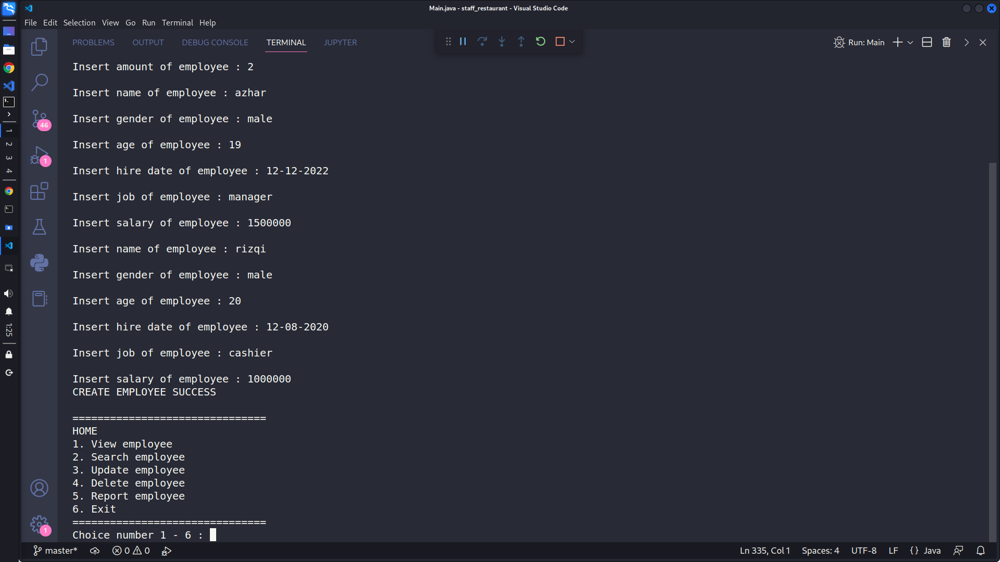 Main.java - staff_restaurant - Visual Studio Code
File Edit Selection View Go Run Terminal Help
PROBLEMS OUTPUT DEBUG CONSOLE TERMINAL JUPYTER
Run: Main
Insert amount of employee : 2
Insert name of employee : azhar
Insert gender of employee : male
Insert age of employee : 19
Insert hire date of employee : 12-12-2022
Insert job of employee : manager
Insert salary of employee : 1500000
Insert name of employee : rizqi
Insert gender of employee : male
Insert age of employee : 20
Insert hire date of employee : 12-08-2020
Insert job of employee : cashier
Insert salary of employee : 1000000
CREATE EMPLOYEE SUCCESS
===============================
HOME
1. View employee
2. Search employee
3. Update employee
4. Delete employee
5. Report employee
6. Exit
===============================
Choice number 1 - 6 :
master* 0 0 Ln 335, Col 1 Spaces: 4 UTF-8 LF {} Java
46
1
1
1
2
3
4
1:25